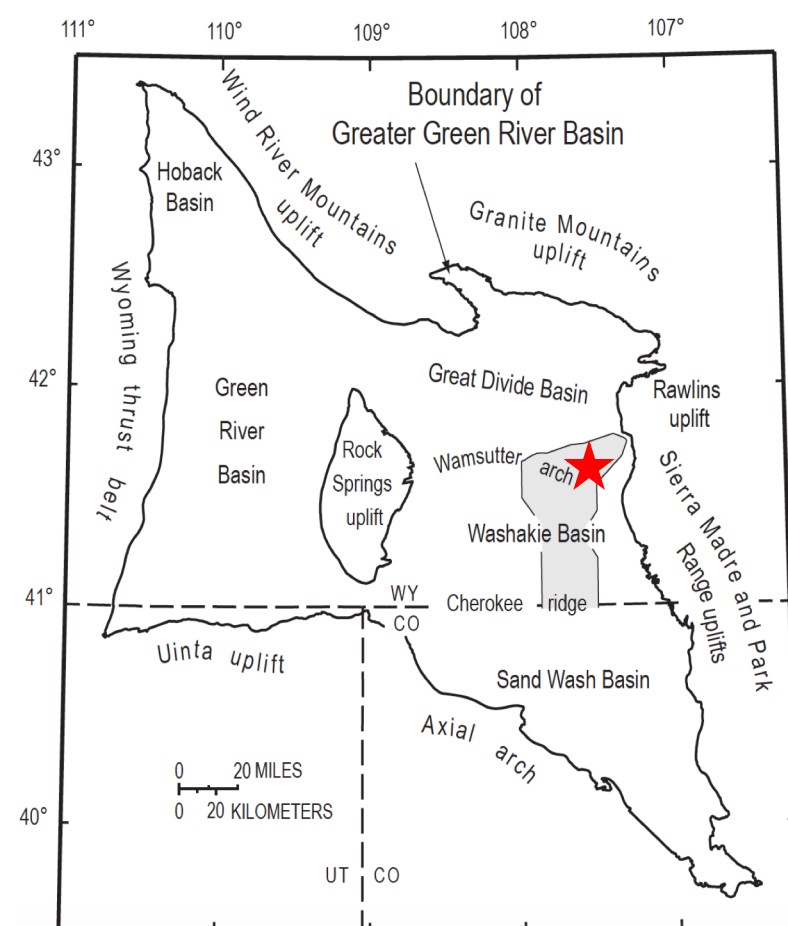 111°
110°
109°
108°
107°
Boundary of
Greater Green River Basin
43°
Hoback
Basin
Wind River Mountains
uplift
Granite Mountains
uplift
Wyoming thrust belt
42°
Green
River
Basin
Great Divide Basin
Rawlins
uplift
Rock
Springs
uplift
Wamsutter arch
Washakie Basin
Sierra Madre and Park
Range uplifts
41°
WY
CO
Cherokee ridge
Uinta uplift
Sand Wash Basin
Axial arch
0 20 MILES
0 20 KILOMETERS
40°
UT CO